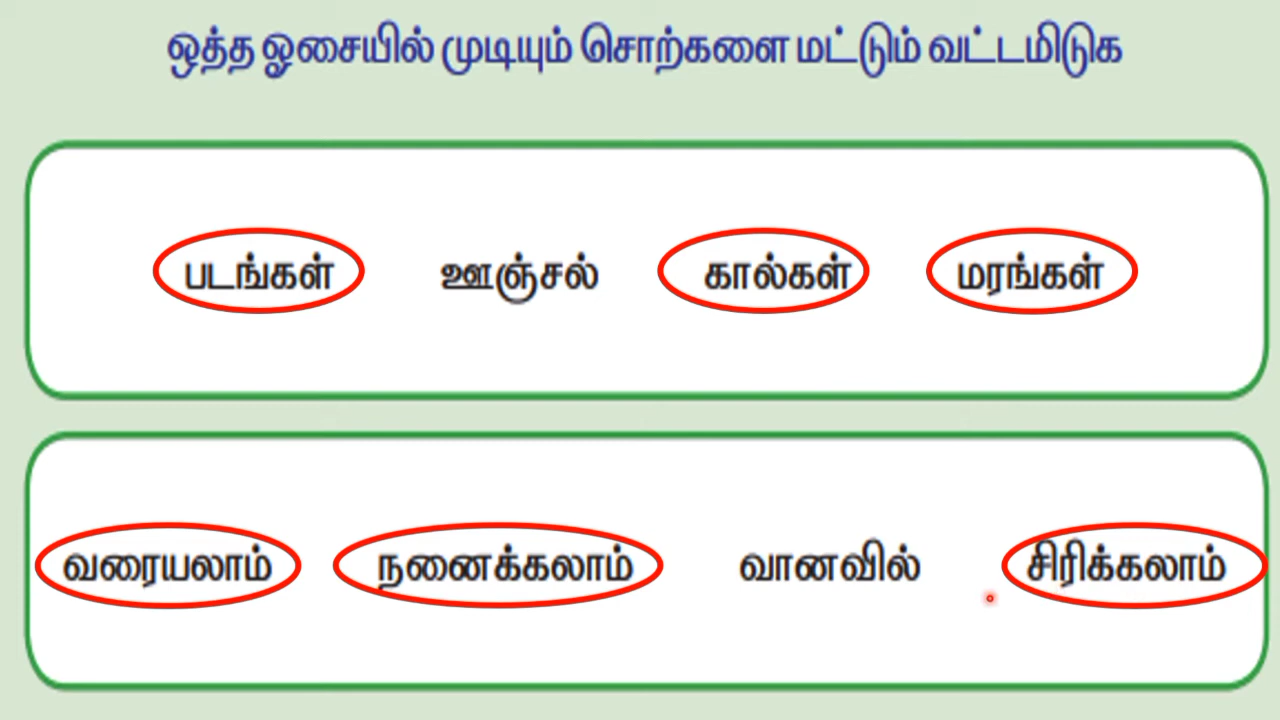 ஒத்த ஓசையில் முடியும் சொற்களை மட்டும் வட்டமிடுக
படங்கள் ஊஞ்சல் கால்கள் மரங்கள்
வரையலாம் நனைக்கலாம் வானவில் சிரிக்கலாம்